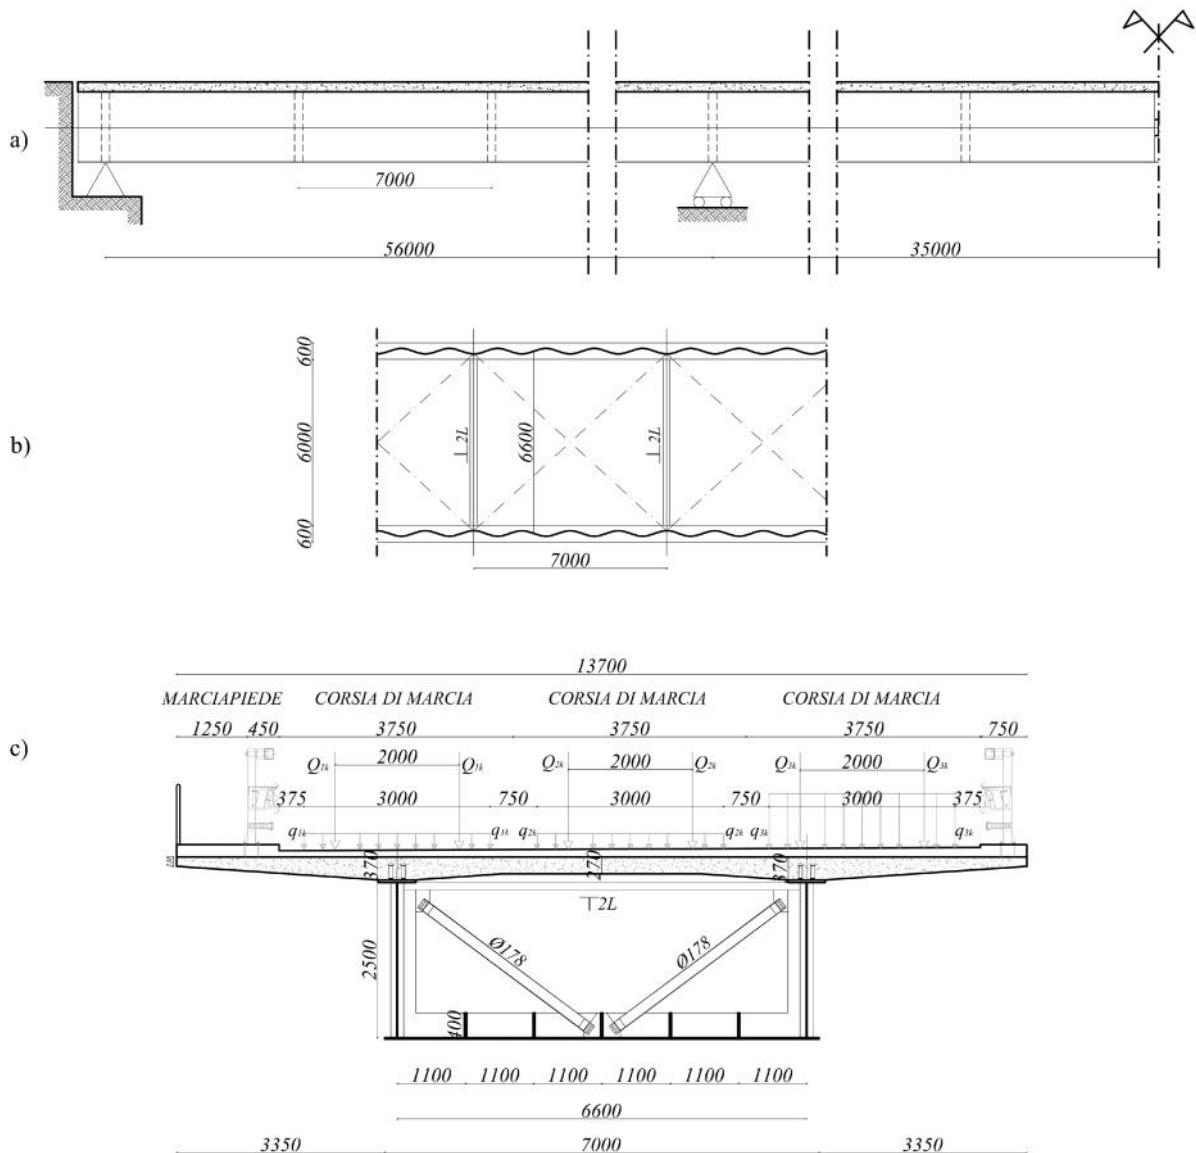 a)
7000
56000
35000
b)
600
6000
600
2L
6600
2L
7000
c)
13700
MARCIAPIEDE CORSIA DI MARCIA CORSIA DI MARCIA CORSIA DI MARCIA
1250 450 3750 3750 3750 750
Q1k 2000 Q1k Q2k 2000 Q2k Q3k 2000 Q3k
375 3000 750 3000 750 3000 375
q1k q1k q2k q2k q3k q3k
370 270 370
2L
Ø178 Ø178
2500
400
1100 1100 1100 1100 1100 1100
6600
3350 7000 3350